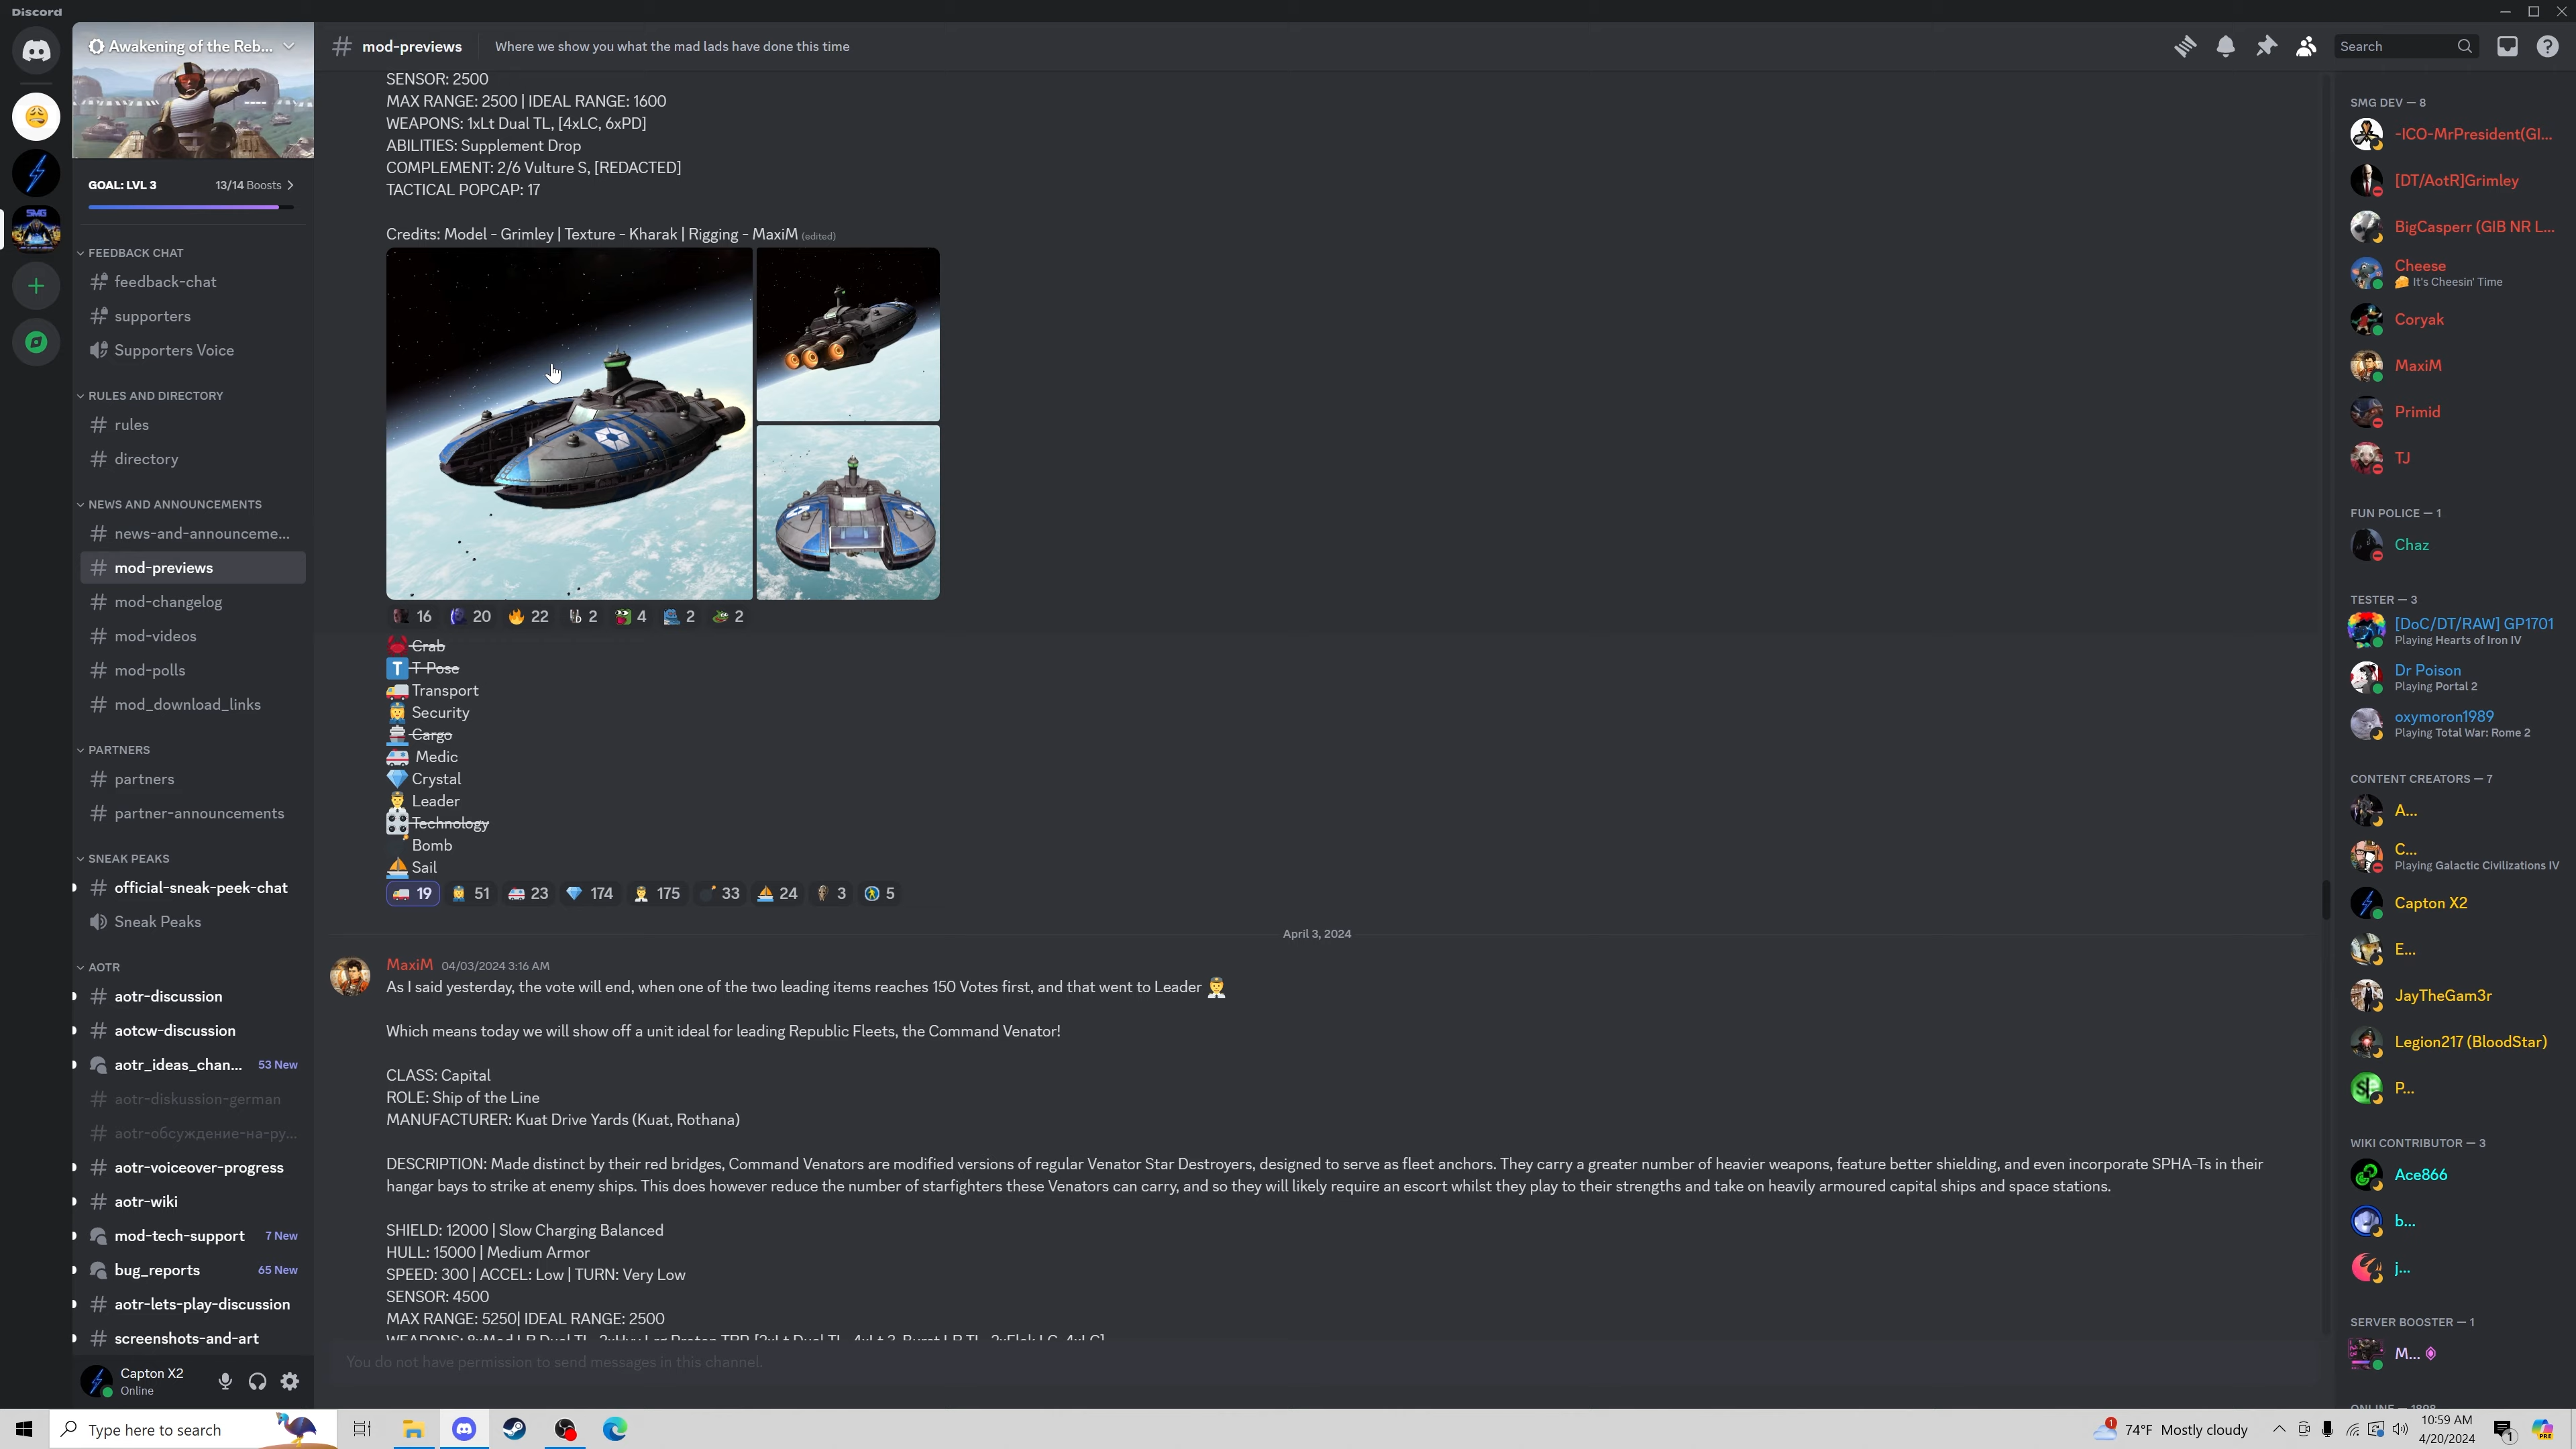 Discord
Awakening of the Reb...
GOAL: LVL 3
13/14 Boosts
FEEDBACK CHAT
feedback-chat
supporters
Supporters Voice
RULES AND DIRECTORY
rules
directory
NEWS AND ANNOUNCEMENTS
news-and-announceme...
mod-previews
mod-changelog
mod-videos
mod-polls
mod_download_links
PARTNERS
partners
partner-announcements
SNEAK PEAKS
official-sneak-peek-chat
Sneak Peaks
AOTR
aotr-discussion
aotcw-discussion
aotr_ideas_chan... 53 New
aotr-diskussion-german
aotr-обсуждение-на-ру...
aotr-voiceover-progress
aotr-wiki
mod-tech-support 7 New
bug_reports 65 New
aotr-lets-play-discussion
screenshots-and-art
Capton X2
Online
mod-previews
Where we show you what the mad lads have done this time
Search
SENSOR: 2500
MAX RANGE: 2500 | IDEAL RANGE: 1600
WEAPONS: 1xLt Dual TL, [4xLC, 6xPD]
ABILITIES: Supplement Drop
COMPLEMENT: 2/6 Vulture S, [REDACTED]
TACTICAL POPCAP: 17
Credits: Model - Grimley | Texture - Kharak | Rigging - MaxiM (edited)
16 20 22 2 4 2 2
Crab
T T-Pose
Transport
Security
Cargo
Medic
Crystal
Leader
Technology
Bomb
Sail
19 51 23 174 175 33 24 3 5
April 3, 2024
MaxiM 04/03/2024 3:16 AM
As I said yesterday, the vote will end, when one of the two leading items reaches 150 Votes first, and that went to Leader
Which means today we will show off a unit ideal for leading Republic Fleets, the Command Venator!
CLASS: Capital
ROLE: Ship of the Line
MANUFACTURER: Kuat Drive Yards (Kuat, Rothana)
DESCRIPTION: Made distinct by their red bridges, Command Venators are modified versions of regular Venator Star Destroyers, designed to serve as fleet anchors. They carry a greater number of heavier weapons, feature better shielding, and even incorporate SPHA-Ts in their
hangar bays to strike at enemy ships. This does however reduce the number of starfighters these Venators can carry, and so they will likely require an escort whilst they play to their strengths and take on heavily armoured capital ships and space stations.
SHIELD: 12000 | Slow Charging Balanced
HULL: 15000 | Medium Armor
SPEED: 300 | ACCEL: Low | TURN: Very Low
SENSOR: 4500
MAX RANGE: 5250| IDEAL RANGE: 2500
You do not have permission to send messages in this channel.
SMG DEV — 8
-ICO-MrPresident(GI...
[DT/AotR]Grimley
BigCasperr (GIB NR L...
Cheese
It's Cheesin' Time
Coryak
MaxiM
Primid
TJ
FUN POLICE — 1
Chaz
TESTER — 3
[DoC/DT/RAW] GP1701
Playing Hearts of Iron IV
Dr Poison
Playing Portal 2
oxymoron1989
Playing Total War: Rome 2
CONTENT CREATORS — 7
A...
C...
Playing Galactic Civilizations IV
Capton X2
E...
JayTheGam3r
Legion217 (BloodStar)
P...
WIKI CONTRIBUTOR — 3
Ace866
b...
j...
SERVER BOOSTER — 1
M...
Type here to search
74°F Mostly cloudy
10:59 AM
4/20/2024